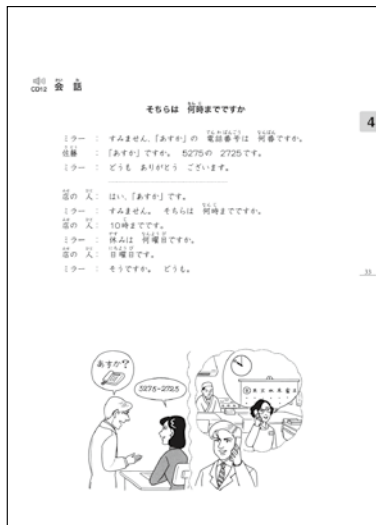 CD12 会話
そちらは 何時までですか
4
ミラー : すみません。「あすか」の 電話番号は 何番ですか。
佐藤 : 「あすか」ですか。 5275の 2725です。
ミラー : どうも ありがとう ございます。
店の 人 : はい、「あすか」です。
ミラー : すみません。 そちらは 何時までですか。
店の 人 : 10時までです。
ミラー : 休みは 何曜日ですか。
店の 人 : 日曜日です。
ミラー : そうですか。 どうも。
33
あすか?
5275-2725